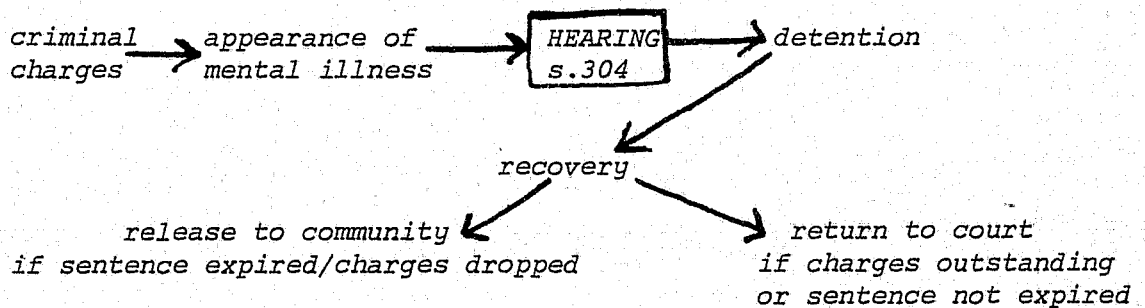 criminal
charges
appearance of
mental illness
HEARING
s.304
detention
recovery
release to community
if sentence expired/charges dropped
return to court
if charges outstanding
or sentence not expired